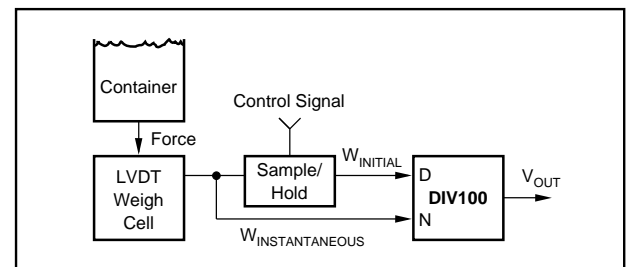 Container
Control Signal
Force
LVDT
Weigh
Cell
Sample/
Hold
W_INITIAL
D
DIV100
N
V_OUT
W_INSTANTANEOUS